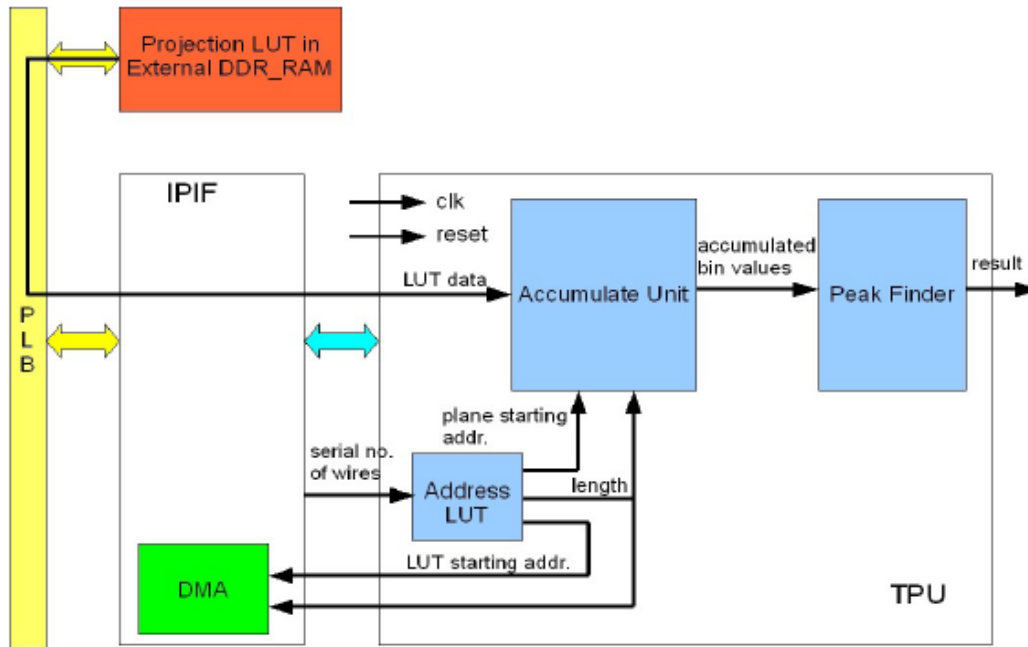 Projection LUT in
External DDR_RAM
IPIF
clk
reset
LUT data
Accumulate Unit
accumulated
bin values
Peak Finder
result
P
L
B
plane starting
addr.
serial no.
of wires
Address
LUT
length
LUT starting addr.
DMA
TPU